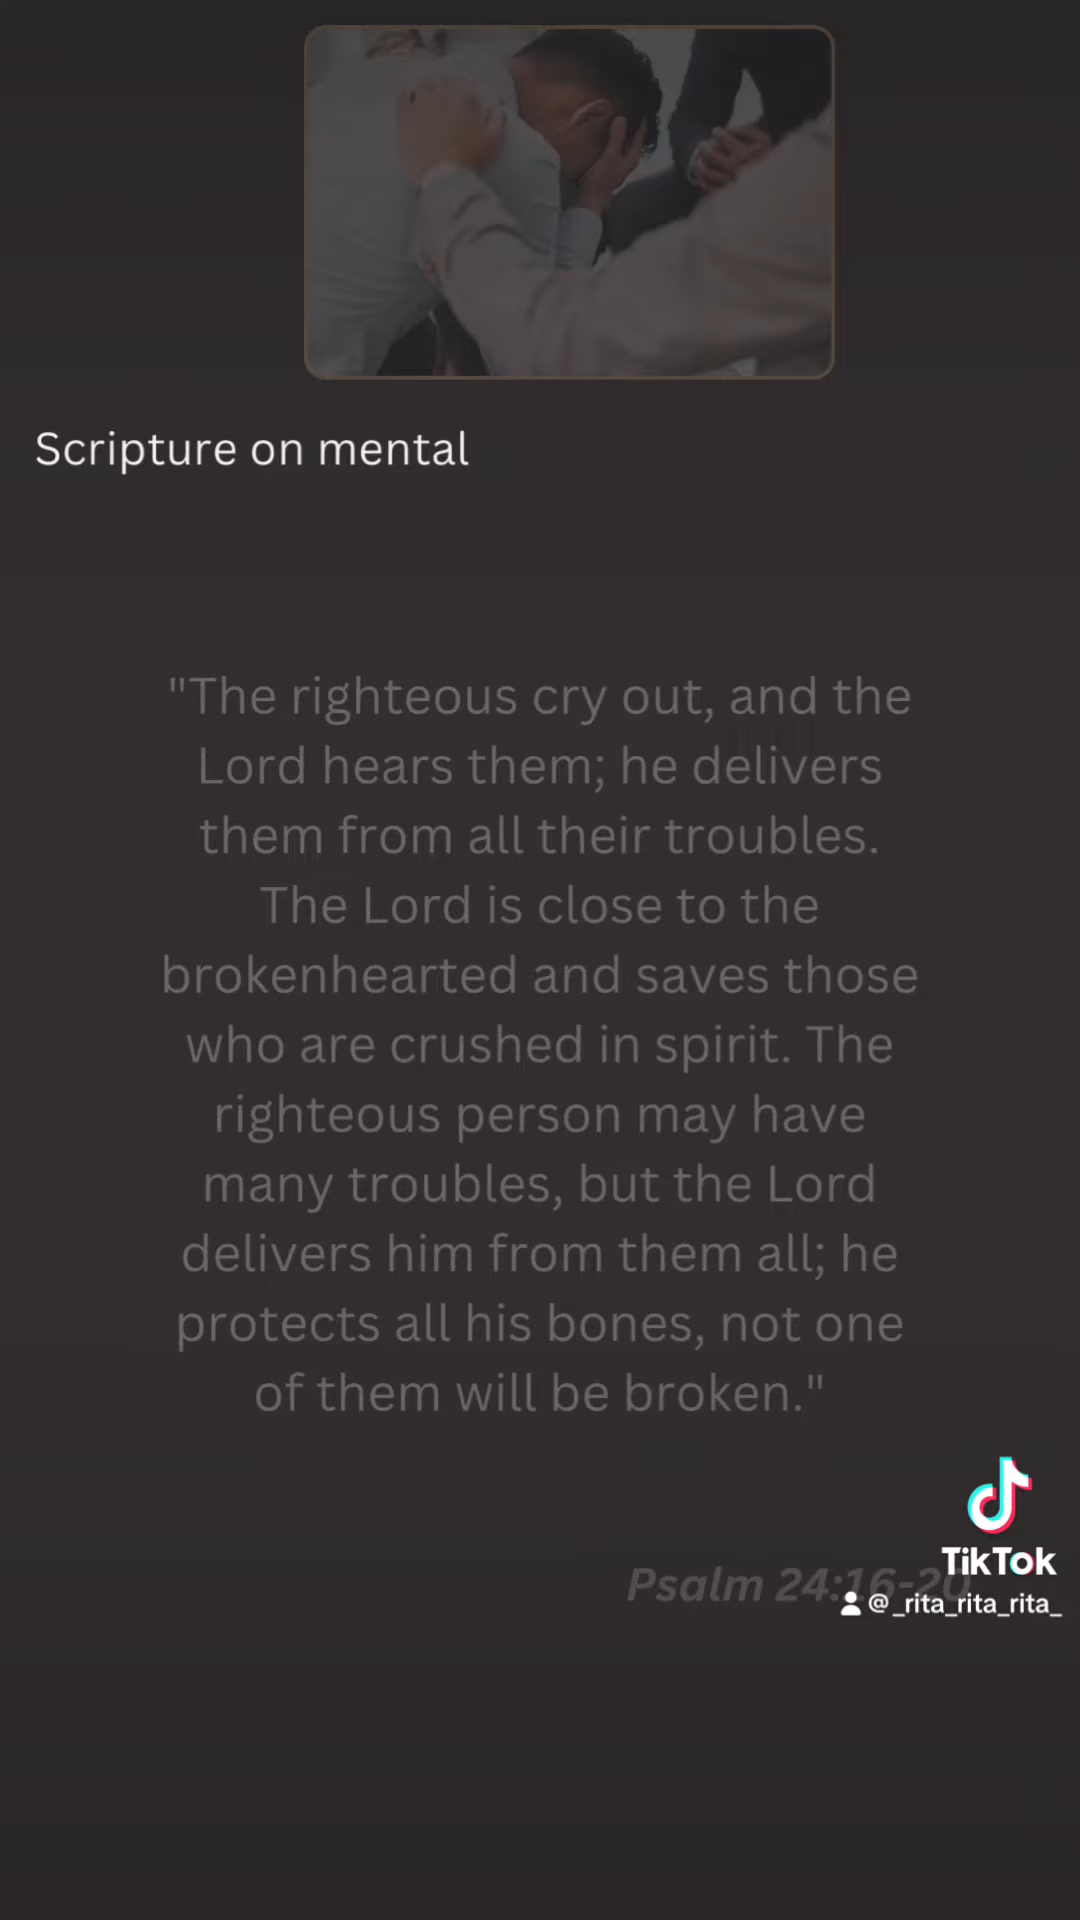 Scripture on mental
"The righteous cry out, and the
Lord hears them; he delivers
them from all their troubles.
The Lord is close to the
brokenhearted and saves those
who are crushed in spirit. The
righteous person may have
many troubles, but the Lord
delivers him from them all; he
protects all his bones, not one
of them will be broken."
TikTok
Psalm 24:16-20
@_rita_rita_rita_